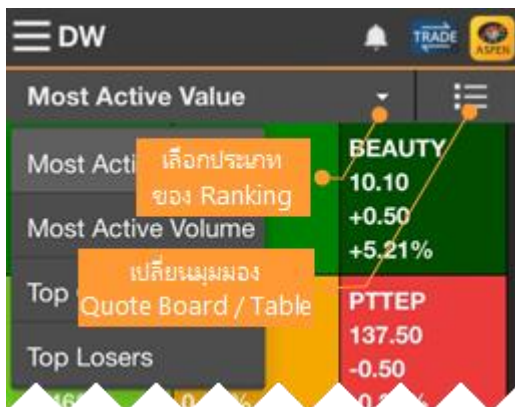 DW
TRADE
ASPEN
Most Active Value
Most Acti
เลือกประเภท
ของ Ranking
BEAUTY
10.10
+0.50
+5.21%
Most Active Volume
เปลี่ยนมุมมอง
Quote Board / Table
Top
PTTEP
137.50
-0.50
Top Losers